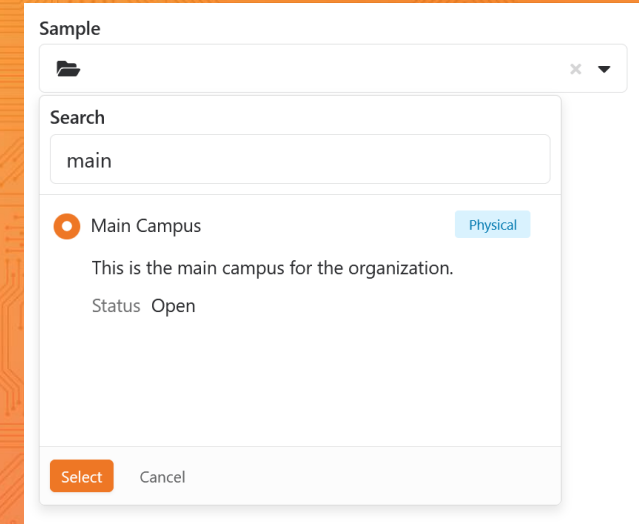 Sample
Search
main
Main Campus Physical
This is the main campus for the organization.
Status Open
Select Cancel